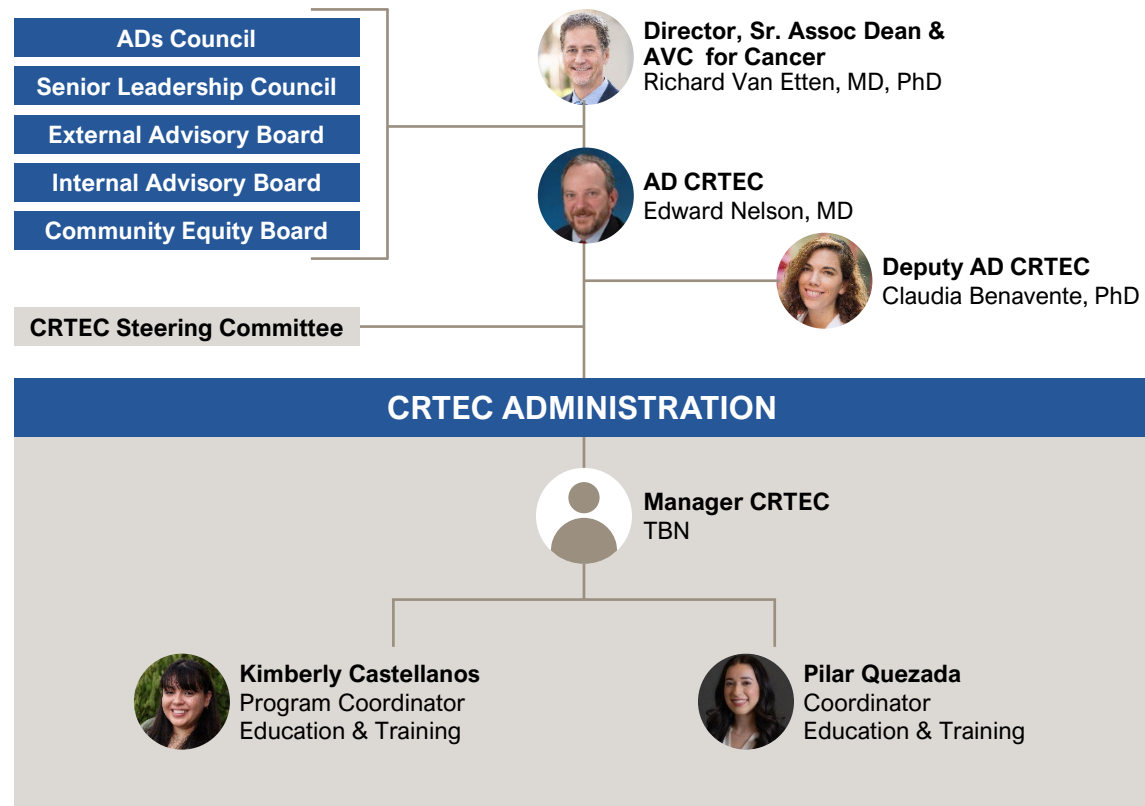 ADs Council
Senior Leadership Council
External Advisory Board
Internal Advisory Board
Community Equity Board
Director, Sr. Assoc Dean &
AVC for Cancer
Richard Van Etten, MD, PhD
AD CRTEC
Edward Nelson, MD
Deputy AD CRTEC
Claudia Benavente, PhD
CRTEC Steering Committee
CRTEC ADMINISTRATION
Manager CRTEC
TBN
Kimberly Castellanos
Program Coordinator
Education & Training
Pilar Quezada
Coordinator
Education & Training